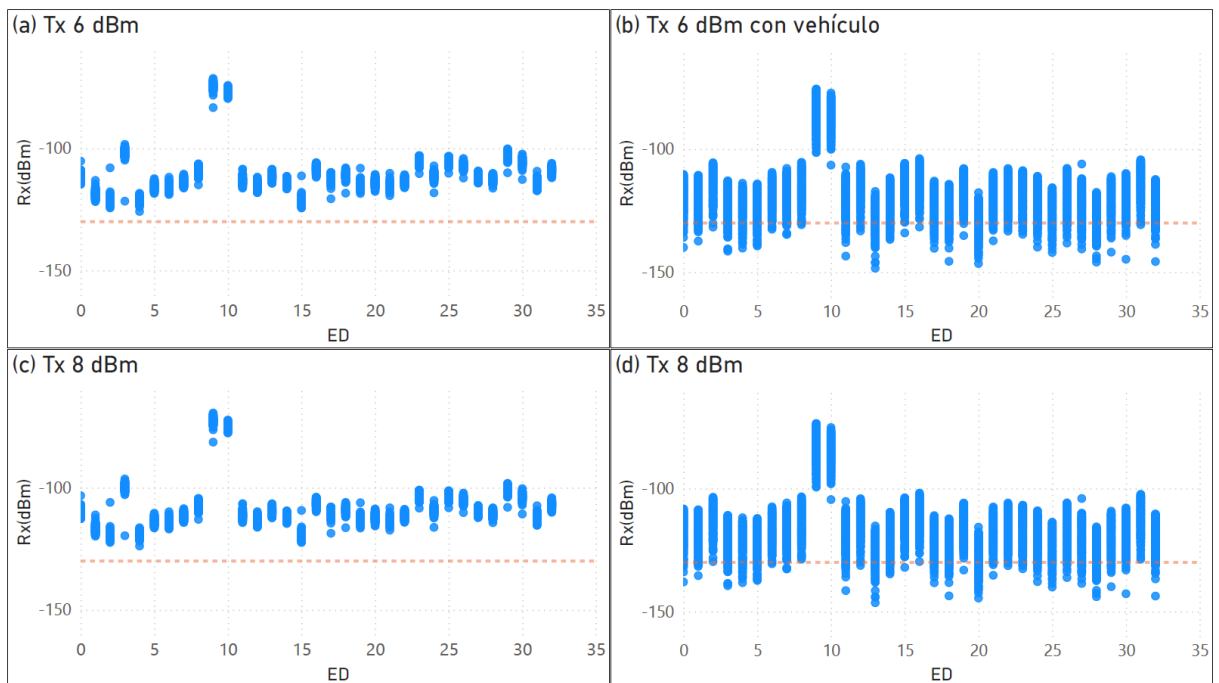 (a) Tx 6 dBm
Rx(dBm)
-100
-150
0 5 10 15 20 25 30 35
ED
(b) Tx 6 dBm con vehículo
Rx(dBm)
-100
-150
0 5 10 15 20 25 30 35
ED
(c) Tx 8 dBm
Rx(dBm)
-100
-150
0 5 10 15 20 25 30 35
ED
(d) Tx 8 dBm
Rx(dBm)
-100
-150
0 5 10 15 20 25 30 35
ED